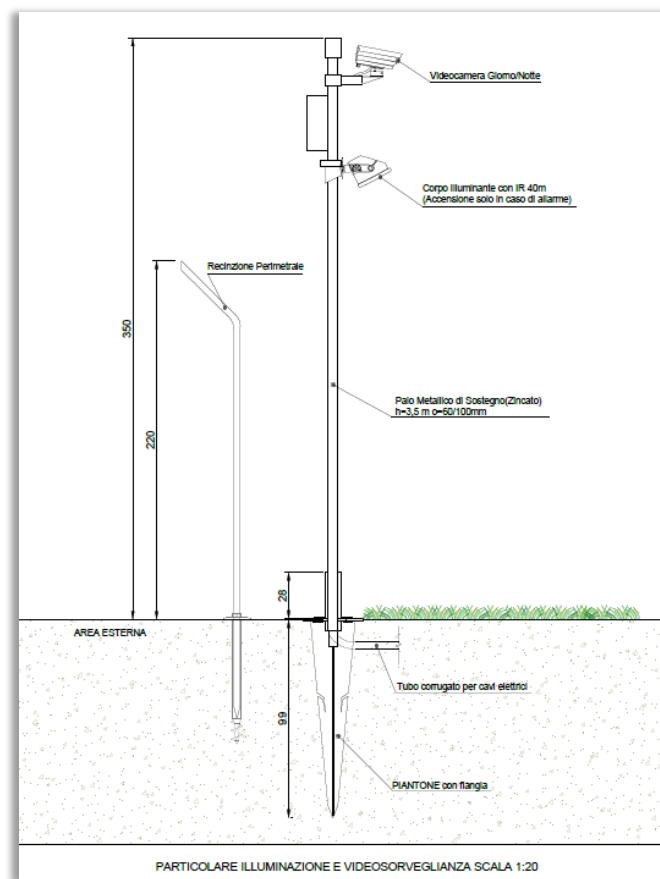 Videocamera Giorno/Notte
Corpo Illuminante con IR 40m
(Accensione solo in caso di allarme)
Recinzione Perimetrale
350
220
Palo Metallico di Sostegno(Zincato)
h=3,5 m o=60/100mm
28
AREA ESTERNA
Tubo corrugato per cavi elettrici
99
PIANTONE con flangia
PARTICOLARE ILLUMINAZIONE E VIDEOSORVEGLIANZA SCALA 1:20